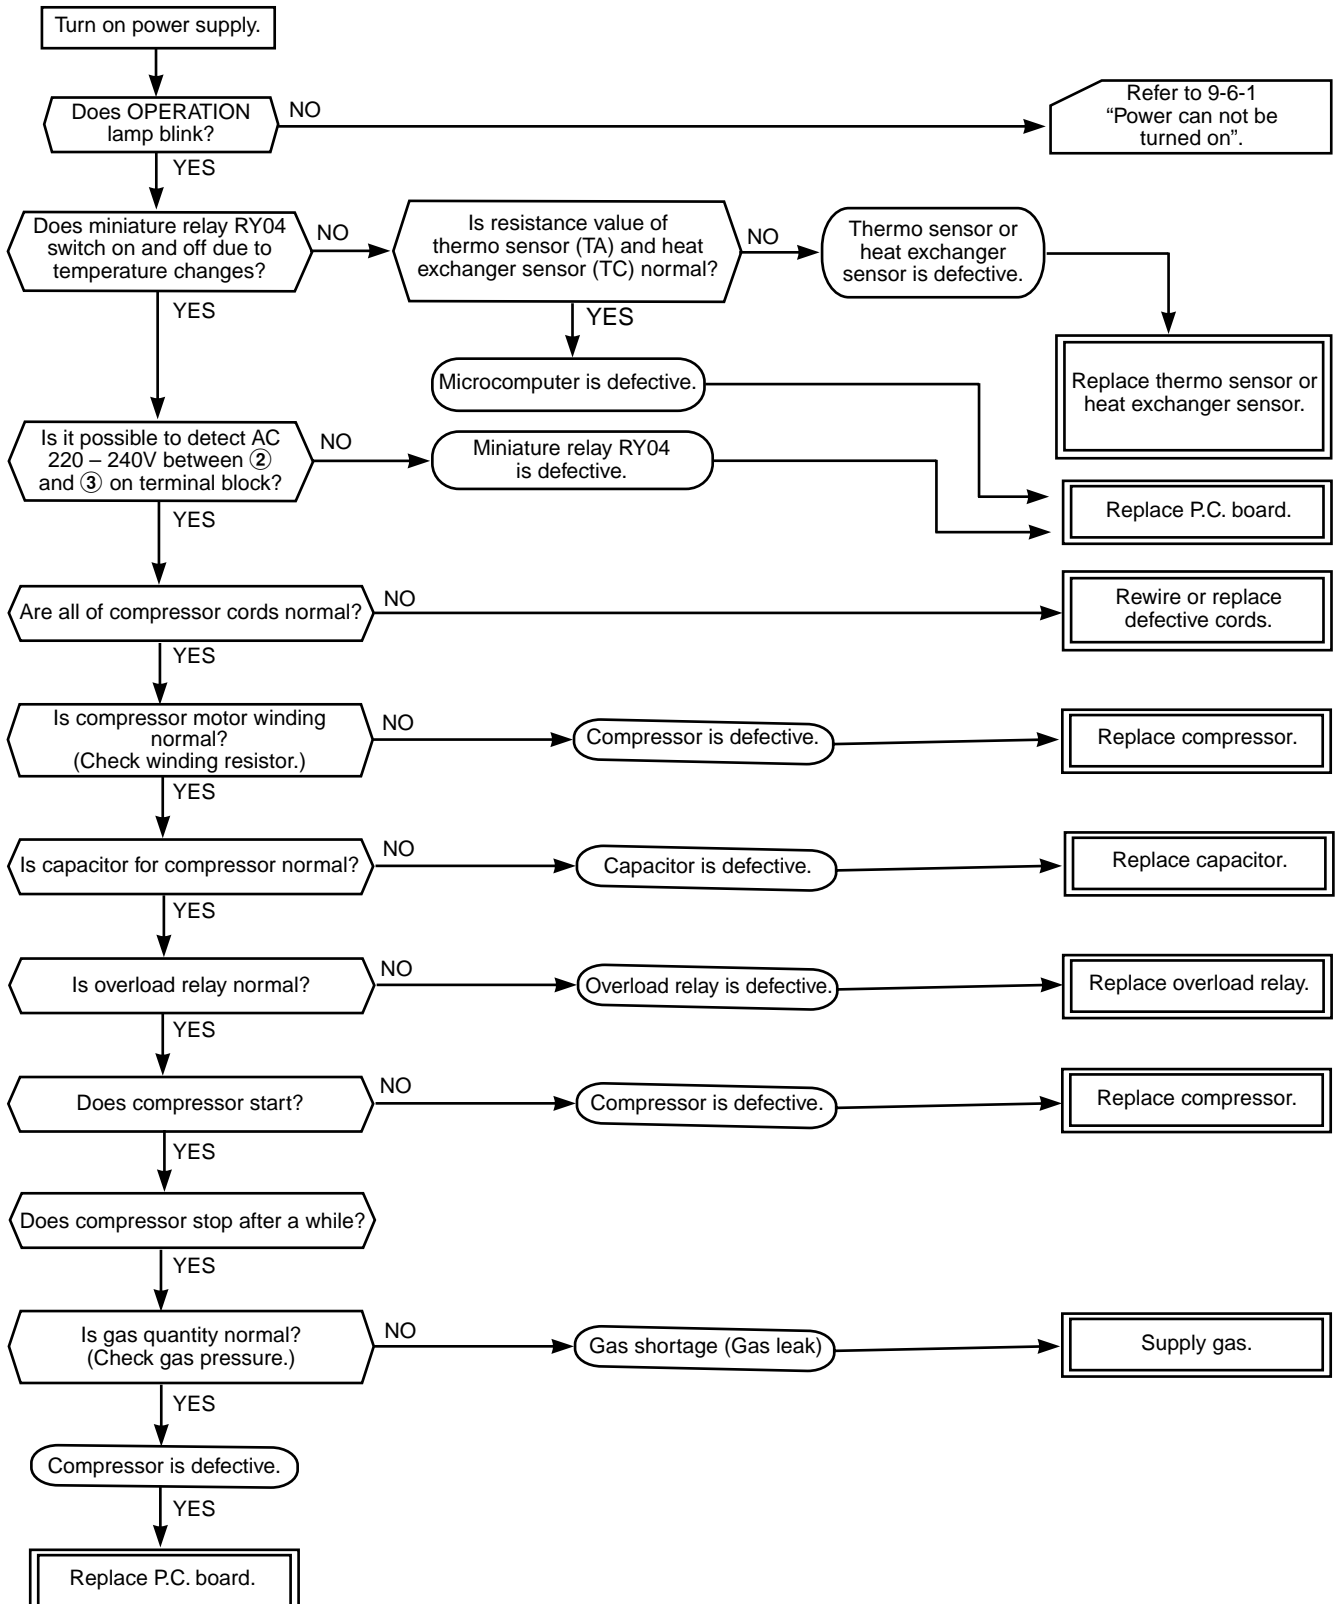 Turn on power supply.
Does OPERATION
lamp blink?
NO
Refer to 9-6-1
“Power can not be
turned on”.
YES
Does miniature relay RY04
switch on and off due to
temperature changes?
NO
Is resistance value of
thermo sensor (TA) and heat
exchanger sensor (TC) normal?
NO
Thermo sensor or
heat exchanger
sensor is defective.
YES
YES
Replace thermo sensor or
heat exchanger sensor.
Microcomputer is defective.
Is it possible to detect AC
220 – 240V between ②
and ③ on terminal block?
NO
Miniature relay RY04
is defective.
Replace P.C. board.
YES
Are all of compressor cords normal?
NO
Rewire or replace
defective cords.
YES
Is compressor motor winding
normal?
(Check winding resistor.)
NO
Compressor is defective.
Replace compressor.
YES
Is capacitor for compressor normal?
NO
Capacitor is defective.
Replace capacitor.
YES
Is overload relay normal?
NO
Overload relay is defective.
Replace overload relay.
YES
Does compressor start?
NO
Compressor is defective.
Replace compressor.
YES
Does compressor stop after a while?
YES
Is gas quantity normal?
(Check gas pressure.)
NO
Gas shortage (Gas leak)
Supply gas.
YES
Compressor is defective.
YES
Replace P.C. board.